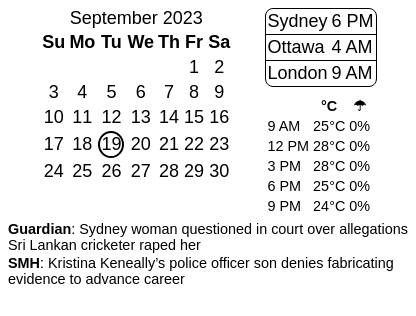 September 2023
Su Mo Tu We Th Fr Sa
1 2
3 4 5 6 7 8 9
10 11 12 13 14 15 16
17 18 19 20 21 22 23
24 25 26 27 28 29 30
Sydney 6 PM
Ottawa 4 AM
London 9 AM
°C ☂
9 AM 25°C 0%
12 PM 28°C 0%
3 PM 28°C 0%
6 PM 25°C 0%
9 PM 24°C 0%
Guardian: Sydney woman questioned in court over allegations
Sri Lankan cricketer raped her
SMH: Kristina Keneally’s police officer son denies fabricating
evidence to advance career